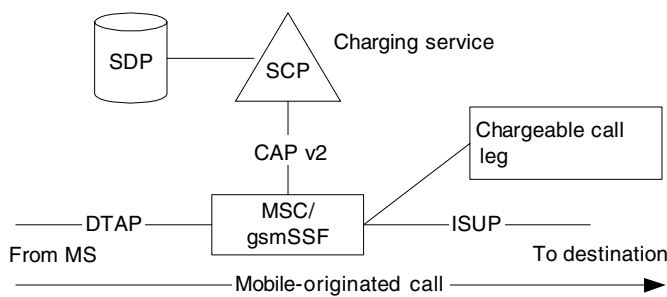 Charging service
SDP
SCP
CAP v2
Chargeable call
leg
DTAP
MSC/
gsmSSF
ISUP
From MS
To destination
Mobile-originated call